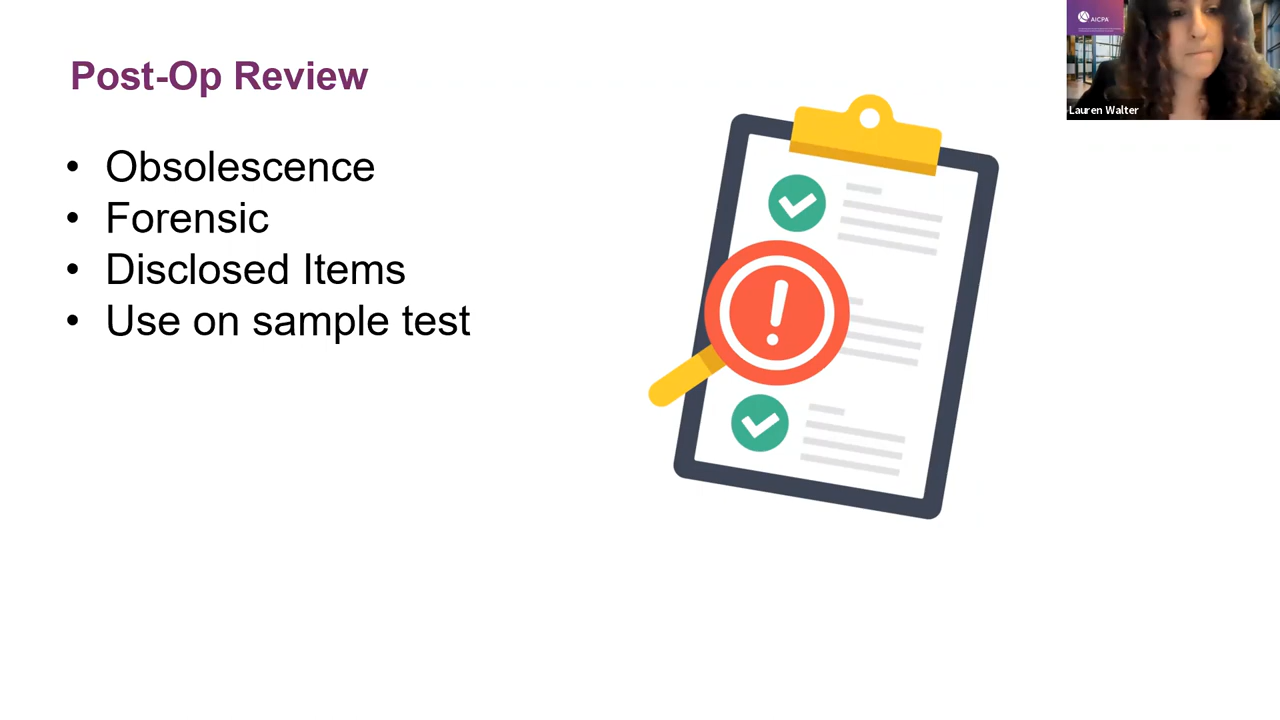 Post-Op Review
• Obsolescence
• Forensic
• Disclosed Items
• Use on sample test
AICPA
Lauren Walter